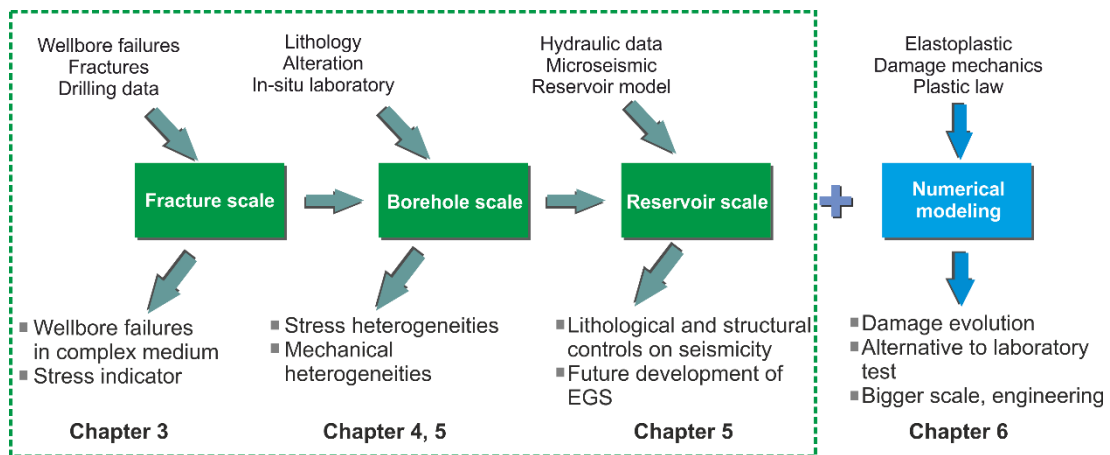 Wellbore failures
Fractures
Drilling data
Lithology
Alteration
In-situ laboratory
Hydraulic data
Microseismic
Reservoir model
Elastoplastic
Damage mechanics
Plastic law
Fracture scale
Borehole scale
Reservoir scale
Numerical
modeling
Wellbore failures
in complex medium
Stress indicator
Stress heterogeneities
Mechanical
heterogeneities
Lithological and structural
controls on seismicity
Future development of
EGS
Damage evolution
Alternative to laboratory
test
Bigger scale, engineering
Chapter 3
Chapter 4, 5
Chapter 5
Chapter 6